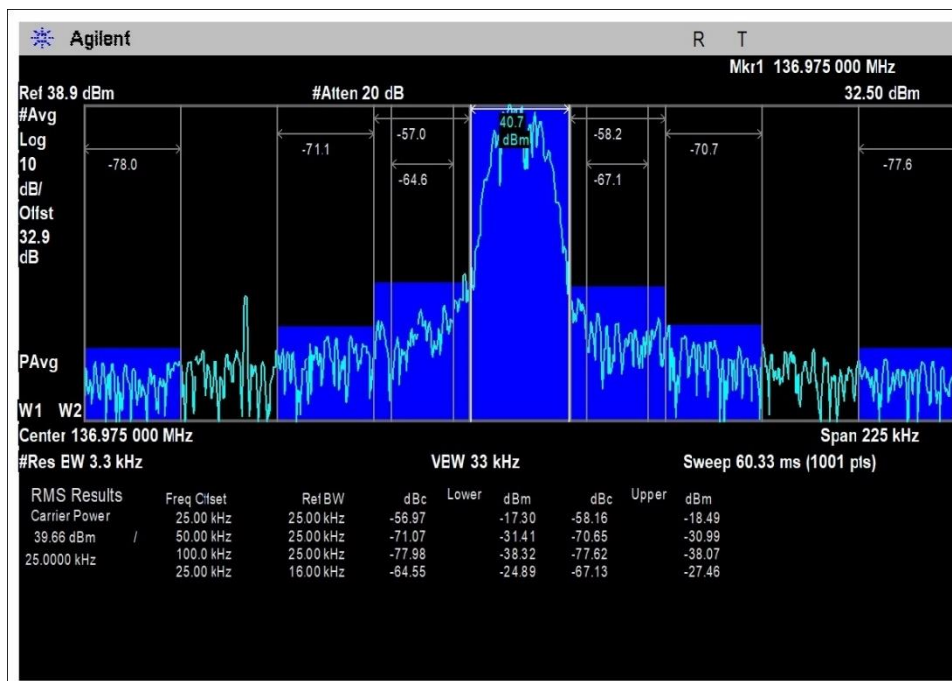 Agilent
R T
Mkr1 136.975 000 MHz
Ref 38.9 dBm #Atten 20 dB 32.50 dBm
#Avg
Log
10
dB/
Offst
32.9
dB
40.7
dBm
-57.0 -58.2
-71.1 -70.7
-78.0 -77.6
-64.6 -67.1
PAvg
W1 W2
Center 136.975 000 MHz Span 225 kHz
#Res BW 3.3 kHz VBW 33 kHz Sweep 60.33 ms (1001 pts)
RMS Results Freq Offset Ref BW dBc Lower dBm dBc Upper dBm
Carrier Power 25.00 kHz 25.00 kHz -56.97 -17.30 -58.16 -18.49
39.66 dBm / 50.00 kHz 25.00 kHz -71.07 -31.41 -70.65 -30.99
25.0000 kHz 100.0 kHz 25.00 kHz -77.98 -38.32 -77.62 -38.07
25.00 kHz 16.00 kHz -64.55 -24.89 -67.13 -27.46